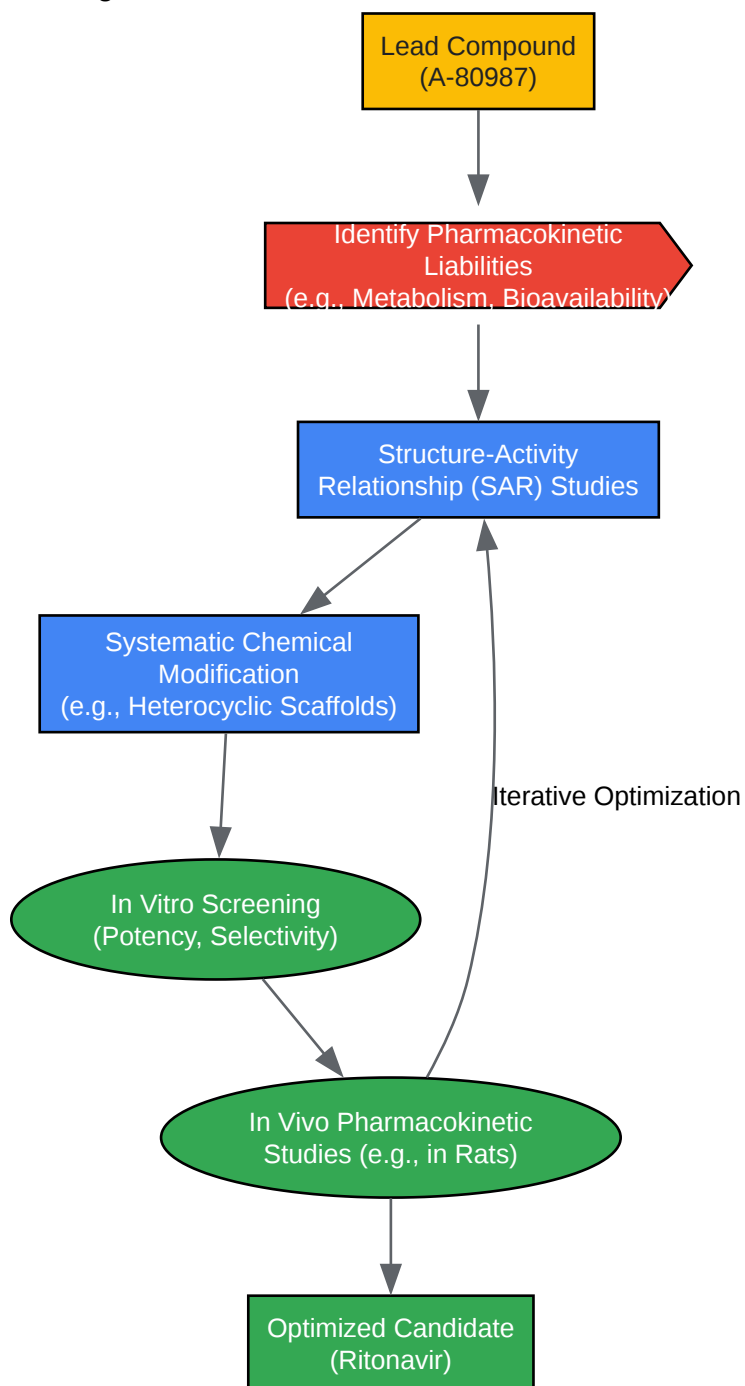 Lead Compound
(A-80987)
Identify Pharmacokinetic
Liabilities
(e.g., Metabolism, Bioavailability)
Structure-Activity
Relationship (SAR) Studies
Systematic Chemical
Modification
(e.g., Heterocyclic Scaffolds)
Iterative Optimization
In Vitro Screening
(Potency, Selectivity)
In Vivo Pharmacokinetic
Studies (e.g., in Rats)
Optimized Candidate
(Ritonavir)